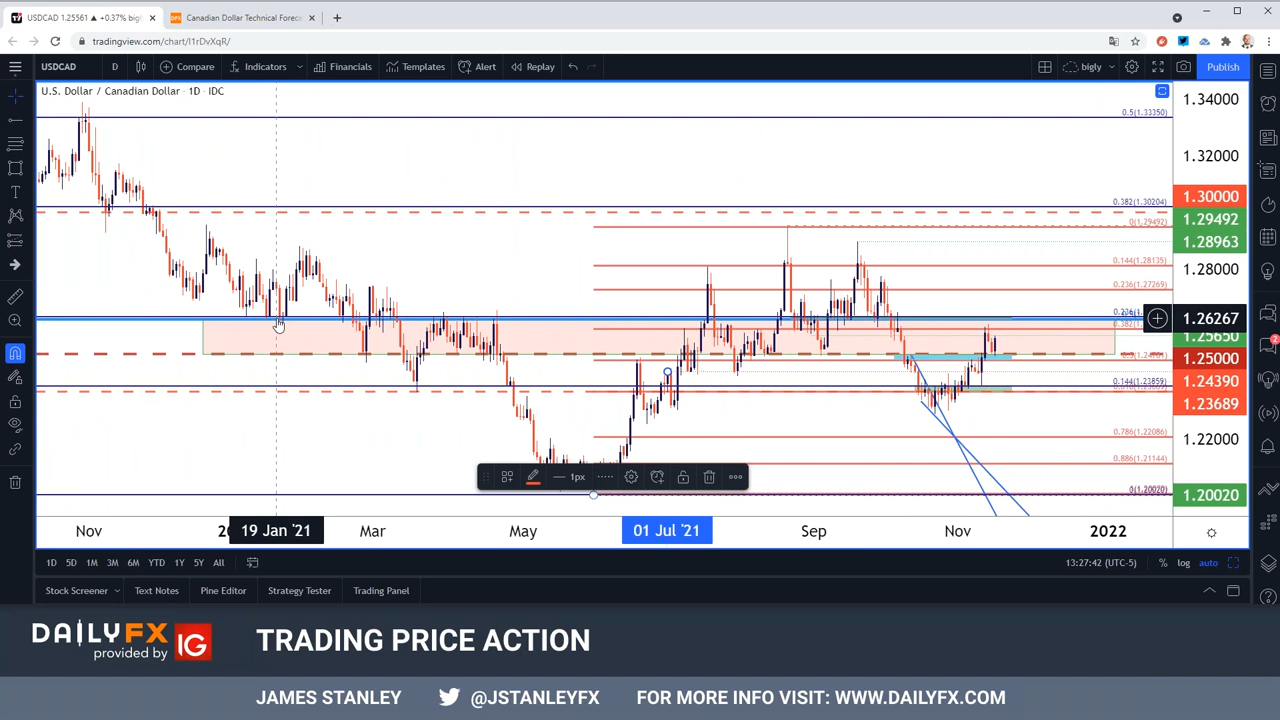 USDCAD 1.25561 ▲ +0.37% bigl
Canadian Dollar Technical Forec
tradingview.com/chart/l1rDvXqR/
USDCAD D Compare Indicators Financials Templates Alert Replay bigly Publish
U.S. Dollar / Canadian Dollar · 1D · IDC
1.34000
0.5(1.33350)
1.32000
1.30000
0.382(1.30204)
1.29492
0(1.29492)
1.28963
0.144(1.28135)
1.28000
0.236(1.27269)
1.26267
1.25650
1.25000
1.24390
0.144(1.23859)
1.23689
1.22000
0.786(1.22086)
0.886(1.21144)
1px
1.20020
Nov 19 Jan '21 Mar May 01 Jul '21 Sep Nov 2022
1D 5D 1M 3M 6M YTD 1Y 5Y All 13:27:42 (UTC-5) % log auto
Stock Screener Text Notes Pine Editor Strategy Tester Trading Panel
2
DAILYFX
provided by IG
TRADING PRICE ACTION
JAMES STANLEY @JSTANLEYFX FOR MORE INFO VISIT: WWW.DAILYFX.COM